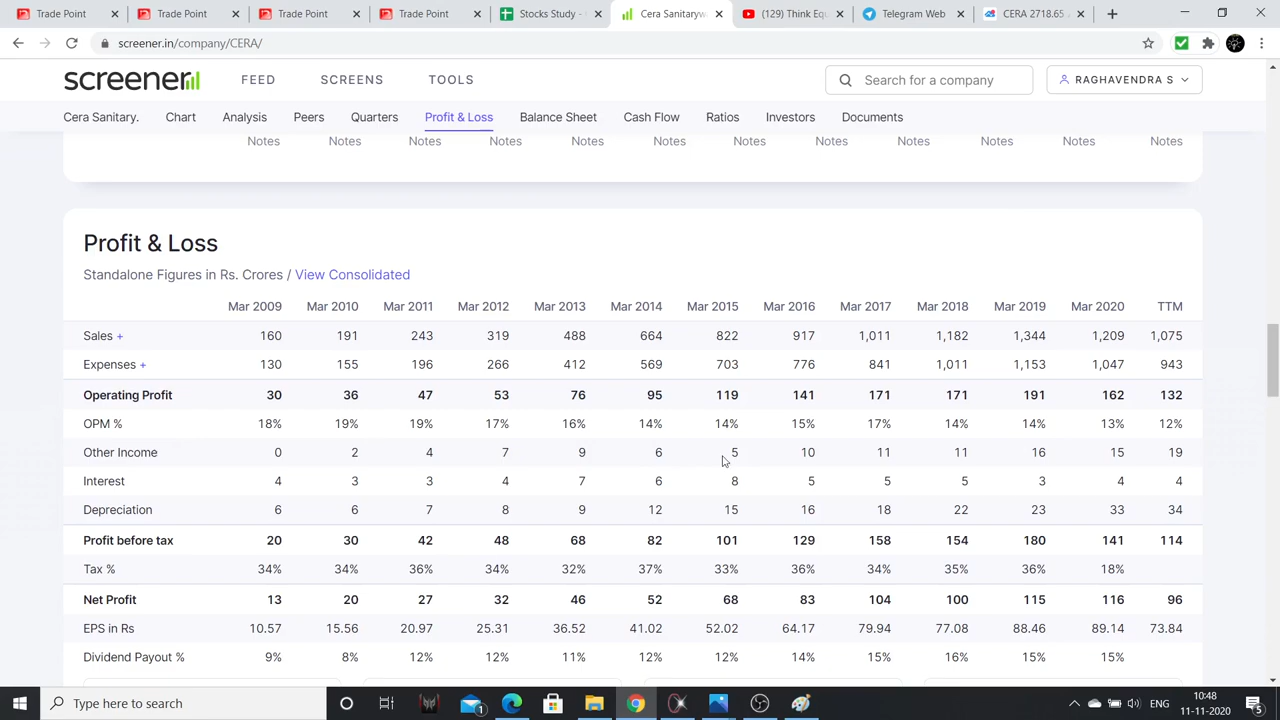 Trade Point
Trade Point
Trade Point
Trade Point
Stocks Study -
Cera Sanitaryw
(129) Think Equ
Telegram Web
CERA 2718.65
screener.in/company/CERA/
screener
FEED
SCREENS
TOOLS
Search for a company
RAGHAVENDRA S
Cera Sanitary.
Chart
Analysis
Peers
Quarters
Profit & Loss
Balance Sheet
Cash Flow
Ratios
Investors
Documents
Notes Notes Notes Notes Notes Notes Notes Notes Notes Notes Notes Notes
Profit & Loss
Standalone Figures in Rs. Crores / View Consolidated
Mar 2009 Mar 2010 Mar 2011 Mar 2012 Mar 2013 Mar 2014 Mar 2015 Mar 2016 Mar 2017 Mar 2018 Mar 2019 Mar 2020 TTM
Sales + 160 191 243 319 488 664 822 917 1,011 1,182 1,344 1,209 1,075
Expenses + 130 155 196 266 412 569 703 776 841 1,011 1,153 1,047 943
Operating Profit 30 36 47 53 76 95 119 141 171 171 191 162 132
OPM % 18% 19% 19% 17% 16% 14% 14% 15% 17% 14% 14% 13% 12%
Other Income 0 2 4 7 9 6 5 10 11 11 16 15 19
Interest 4 3 3 4 7 6 8 5 5 5 3 4 4
Depreciation 6 6 7 8 9 12 15 16 18 22 23 33 34
Profit before tax 20 30 42 48 68 82 101 129 158 154 180 141 114
Tax % 34% 34% 36% 34% 32% 37% 33% 36% 34% 35% 36% 18%
Net Profit 13 20 27 32 46 52 68 83 104 100 115 116 96
EPS in Rs 10.57 15.56 20.97 25.31 36.52 41.02 52.02 64.17 79.94 77.08 88.46 89.14 73.84
Dividend Payout % 9% 8% 12% 12% 11% 12% 12% 14% 15% 16% 15% 15%
Type here to search
1
ENG
10:48
11-11-2020
5